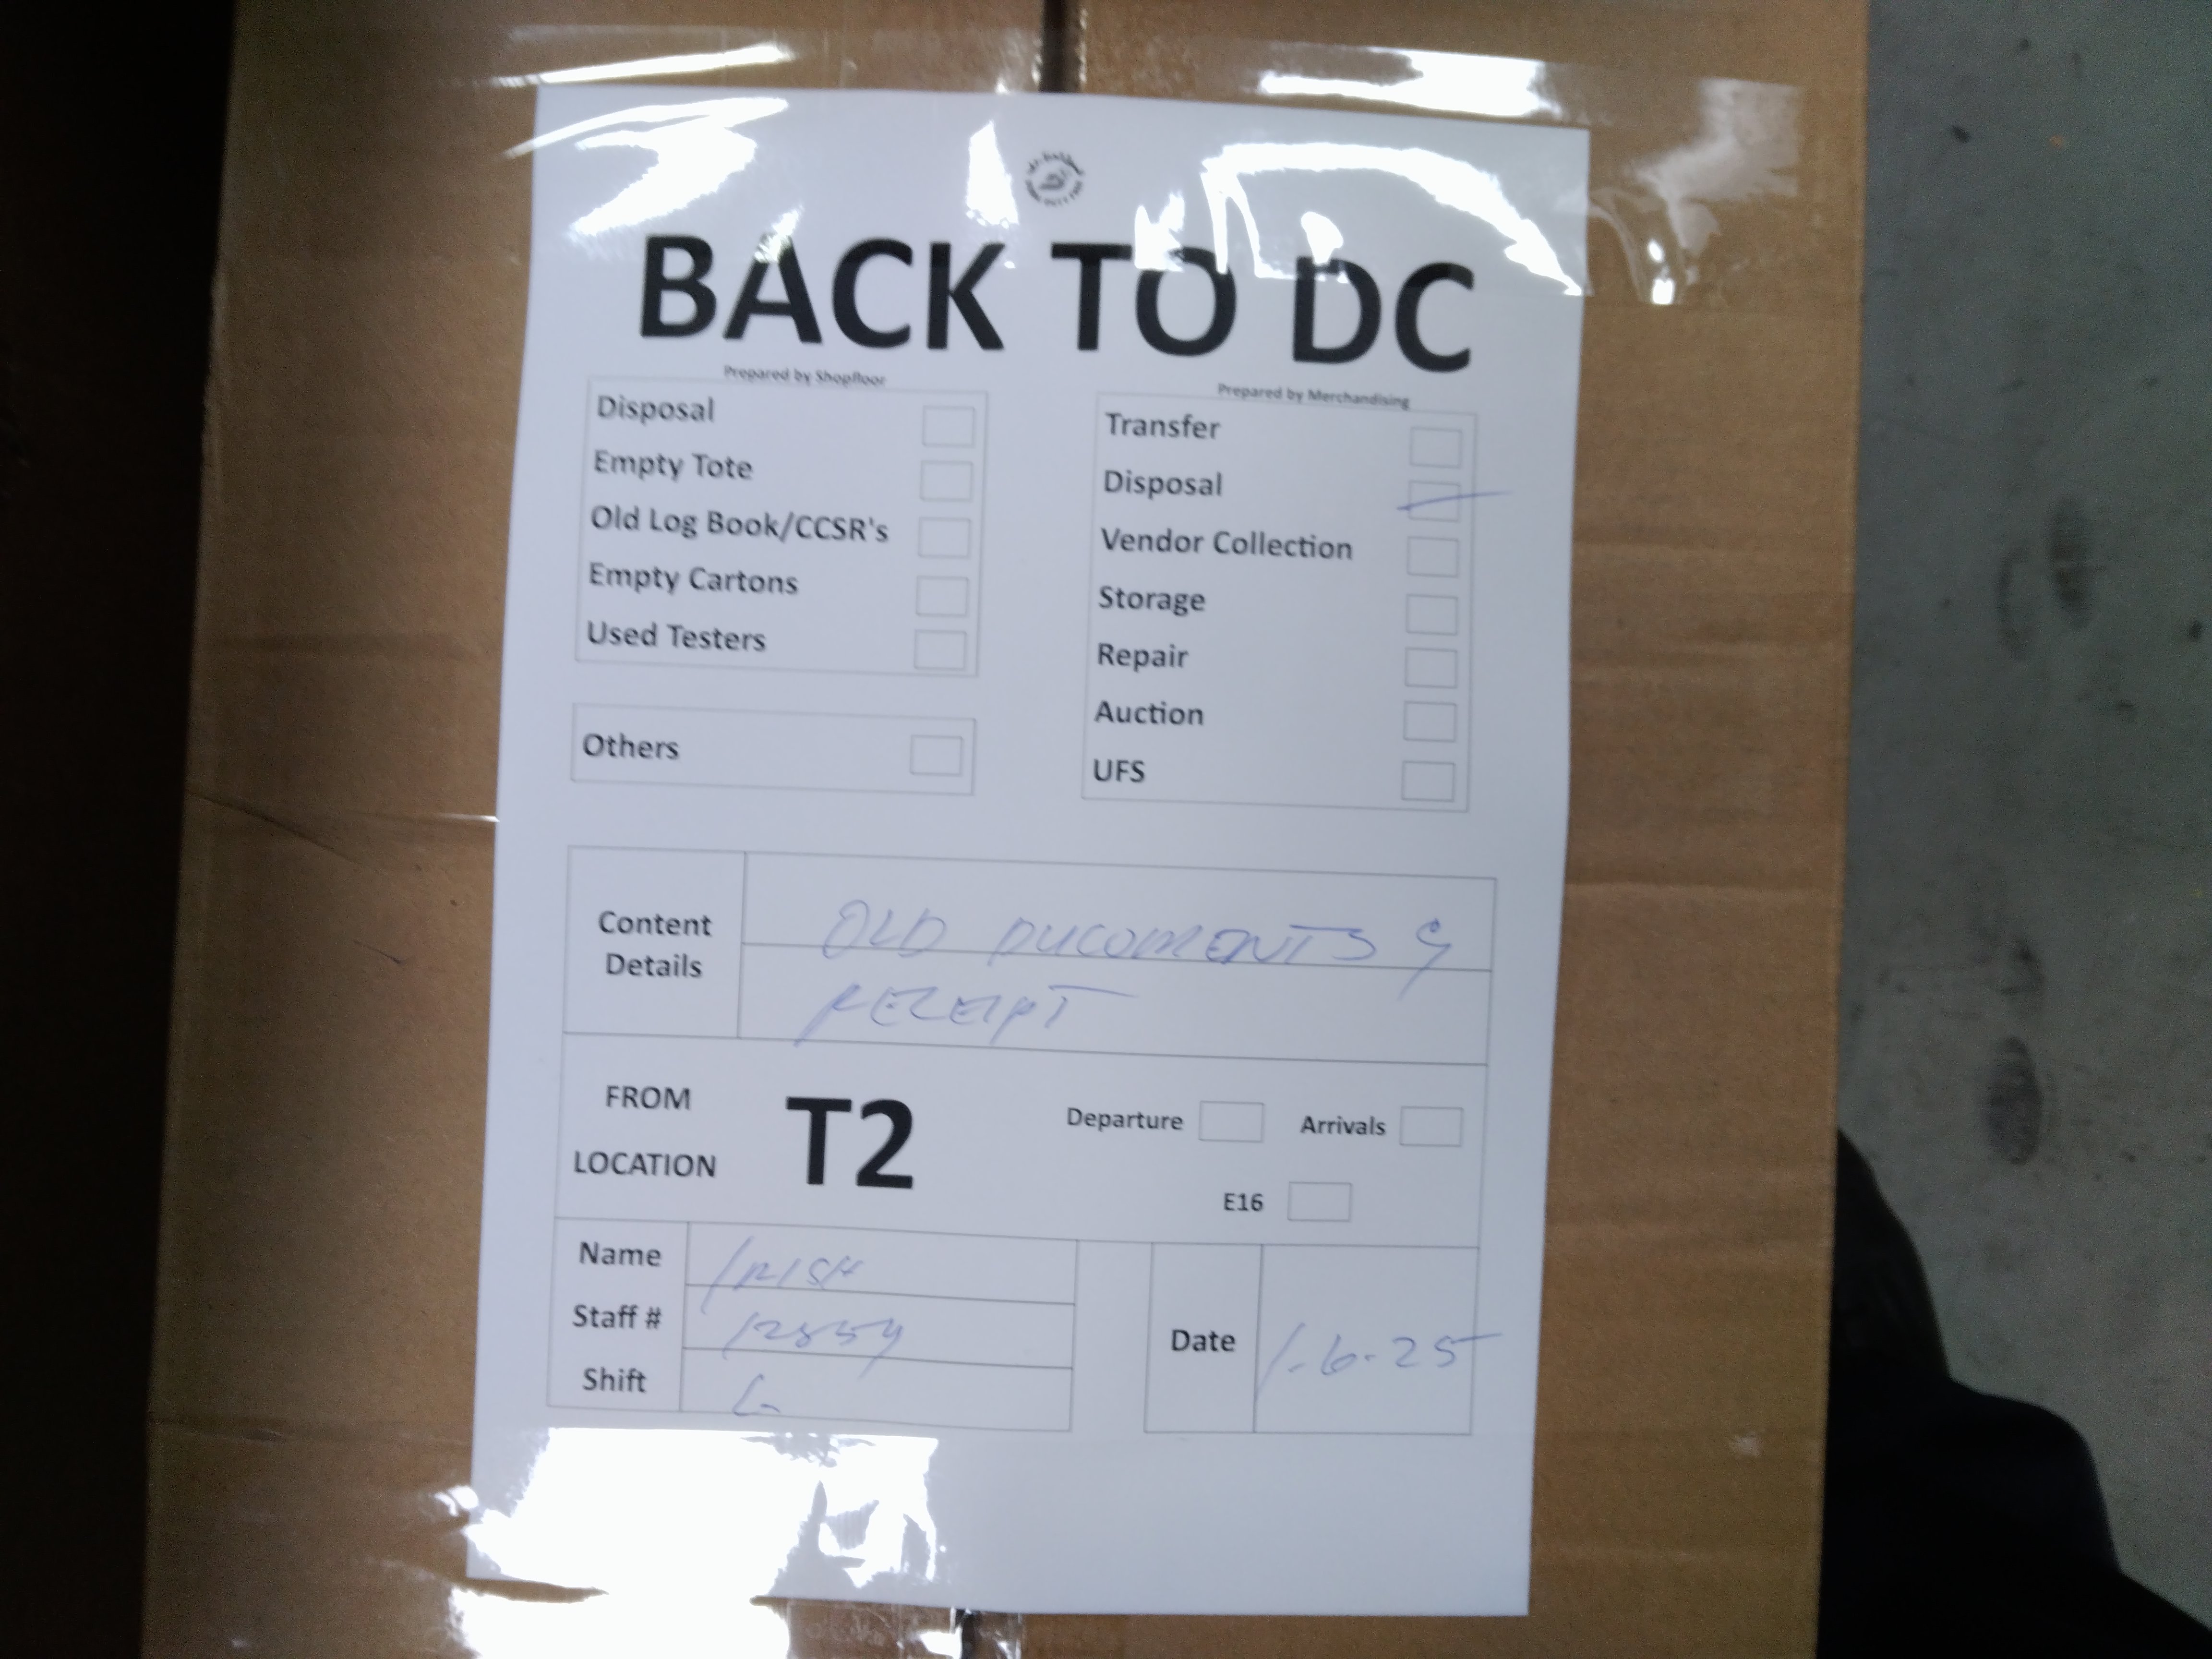 BACK TO DC
Prepared by Shopfloor
Disposal
Empty Tote
Old Log Book/CCSR's
Empty Cartons
Used Testers
Others
Prepared by Merchandising
Transfer
Disposal
Vendor Collection
Storage
Repair
Auction
UFS
Content
Details
OLD DUCOMENTS &
RECEIPT
FROM
LOCATION
T2
Departure
Arrivals
E16
Name
IRISH
Staff #
12859
Shift
Date
1.6.25